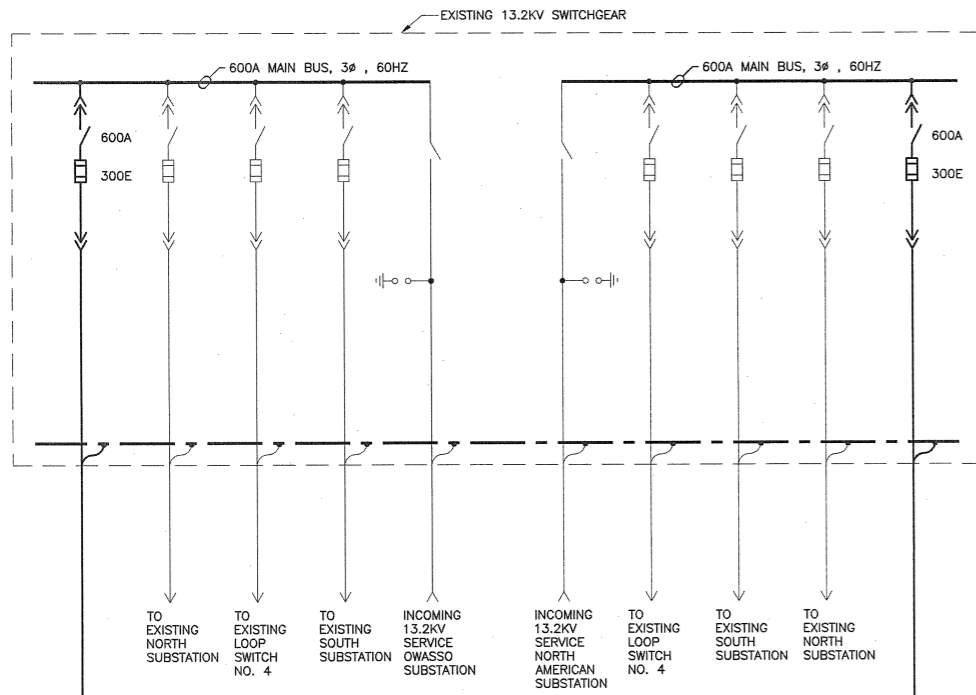 EXISTING 13.2KV SWITCHGEAR
600A MAIN BUS, 3ø , 60HZ
600A MAIN BUS, 3ø , 60HZ
600A
300E
600A
300E
TO
EXISTING
NORTH
SUBSTATION
TO
EXISTING
LOOP
SWITCH
NO. 4
TO
EXISTING
SOUTH
SUBSTATION
INCOMING
13.2KV
SERVICE
OWASSO
SUBSTATION
INCOMING
13.2KV
SERVICE
NORTH
AMERICAN
SUBSTATION
TO
EXISTING
LOOP
SWITCH
NO. 4
TO
EXISTING
SOUTH
SUBSTATION
TO
EXISTING
NORTH
SUBSTATION